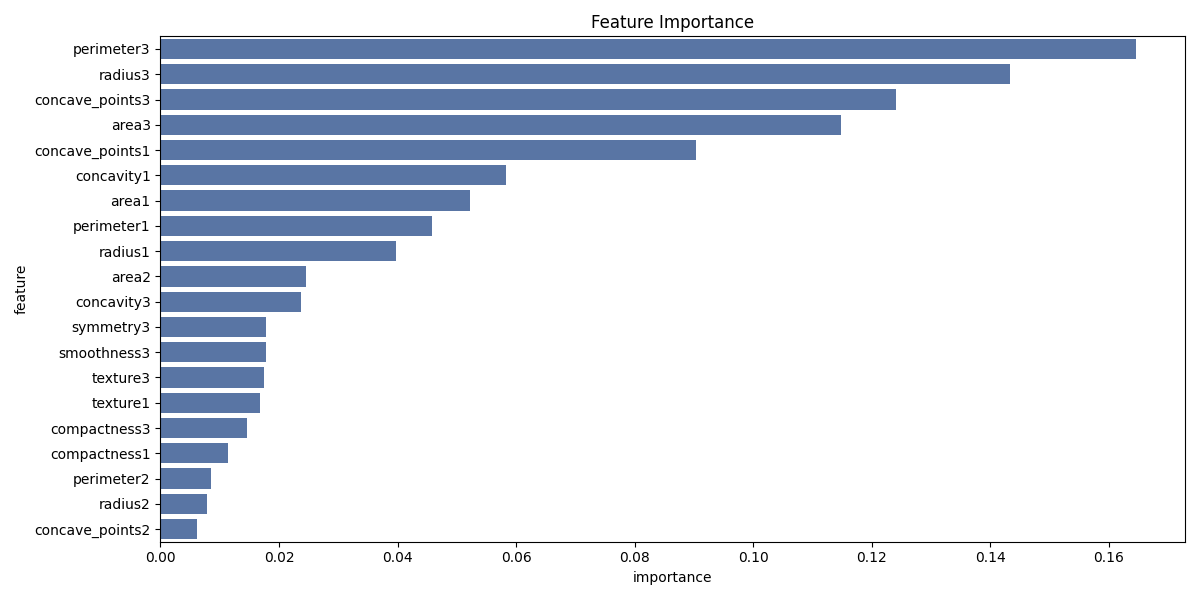 Feature Importance
perimeter3
radius3
concave_points3
area3
concave_points1
concavity1
area1
perimeter1
radius1
area2
concavity3
symmetry3
smoothness3
texture3
texture1
compactness3
compactness1
perimeter2
radius2
concave_points2
feature
0.00 0.02 0.04 0.06 0.08 0.10 0.12 0.14 0.16
importance